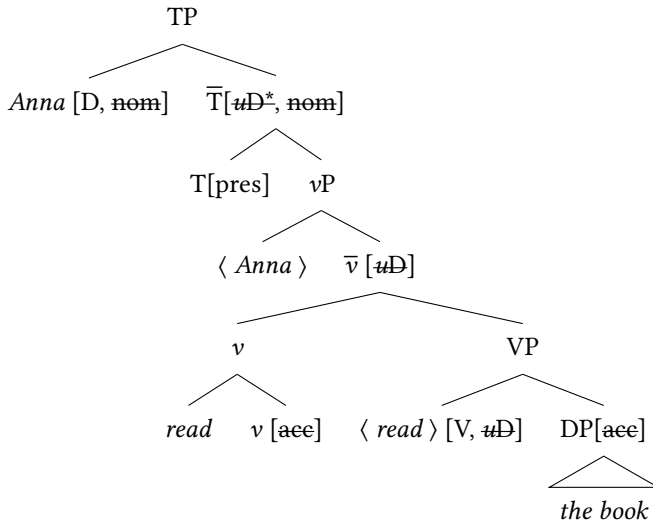 TP
Anna [D, nom] T̅[uD*, nom]
T[pres] vP
⟨ Anna ⟩ v̅ [uD]
v VP
read v [acc] ⟨ read ⟩ [V, uD] DP[acc]
the book